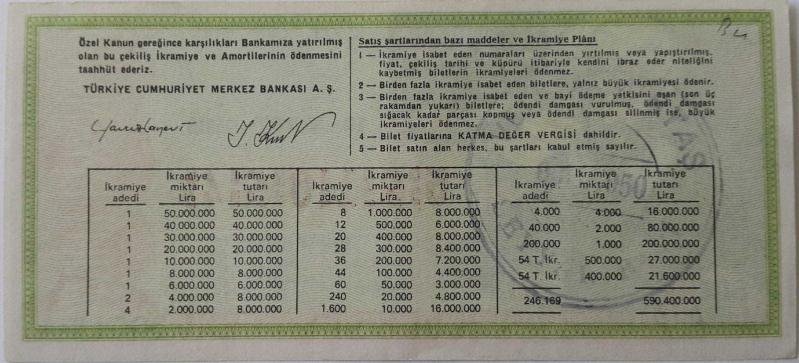 Özel Kanun gereğince karşılıkları Bankamıza yatırılmış
olan bu çekiliş İkramiye ve Amortilerinin ödenmesini
taahhüt ederiz.
TÜRKİYE CUMHURİYET MERKEZ BANKASI A. Ş.
Satış şartlarından bazı maddeler ve İkramiye Plânı
1 — İkramiye isabet eden numaraları üzerinden yırtılmış veya yapıştırılmış,
fiyat, çekiliş tarihi ve küpürü itibariyle kendini ibraz eder niteliğini
kaybetmiş biletlerin ikramiyeleri ödenmez.
2 — Birden fazla ikramiye isabet eden biletlere, yalnız büyük ikramiyesi ödenir.
3 — Birden fazla ikramiye isabet eden ve bayi ödeme yetkisini aşan (son üç
rakamdan yukarı) biletlere; ödendi damgası vurulmuş, ödendi damgası
sığacak kadar parçası kopmuş veya ödendi damgası silinmiş ise, büyük
ikramiyeleri ödenmez.
4 — Bilet fiyatlarına KATMA DEĞER VERGİSİ dahildir.
5 — Bilet satın alan herkes, bu şartları kabul etmiş sayılır.
İkramiye adedi İkramiye miktarı Lira İkramiye tutarı Lira İkramiye adedi İkramiye miktarı Lira İkramiye tutarı Lira İkramiye adedi İkramiye miktarı Lira İkramiye tutarı Lira
1 50.000.000 50.000.000 8 1.000.000 8.000.000 4.000 4.000 16.000.000
1 40.000.000 40.000.000 12 500.000 6.000.000 40.000 2.000 80.000.000
1 30.000.000 30.000.000 20 400.000 8.000.000 200.000 1.000 200.000.000
1 20.000.000 20.000.000 28 300.000 8.400.000
1 10.000.000 10.000.000 36 200.000 7.200.000 54 T. İkr. 500.000 27.000.000
1 8.000.000 8.000.000 44 100.000 4.400.000 54 T. İkr. 400.000 21.600.000
1 6.000.000 6.000.000 60 50.000 3.000.000
2 4.000.000 8.000.000 240 20.000 4.800.000 246.169 590.400.000
4 2.000.000 8.000.000 1.600 10.000 16.000.000